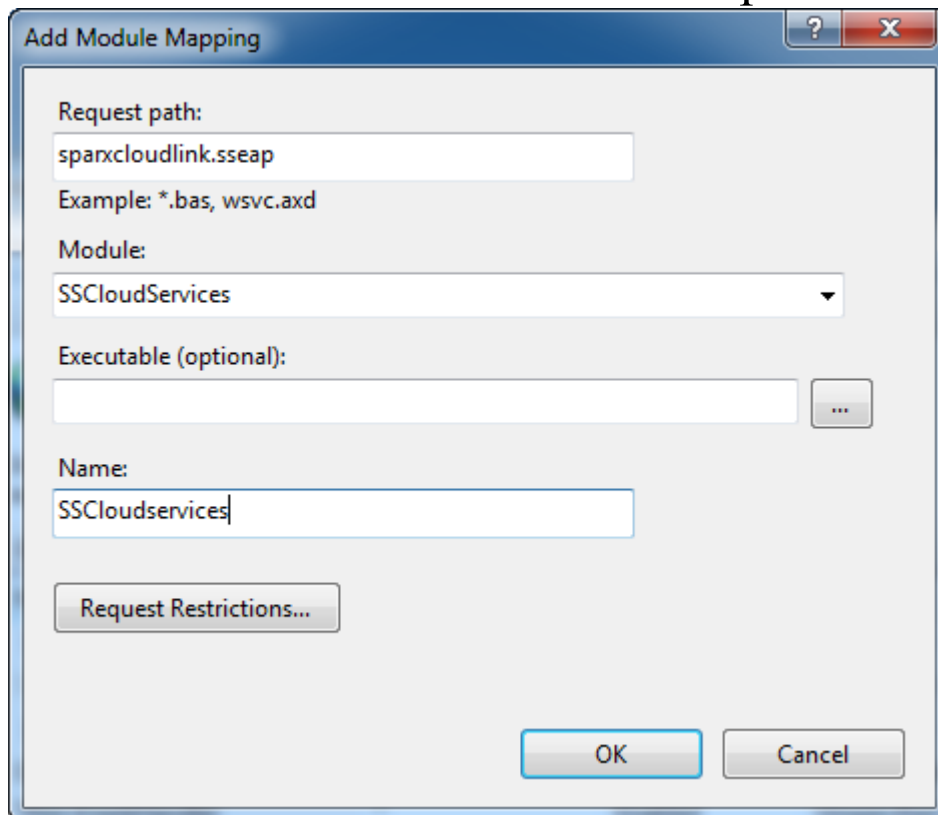 Add Module Mapping
?
Request path:
sparxcloudlink.sseap
Example: *.bas, wsvc.axd
Module:
SSCloudServices
Executable (optional):
...
Name:
SSCloudservices
Request Restrictions...
OK Cancel